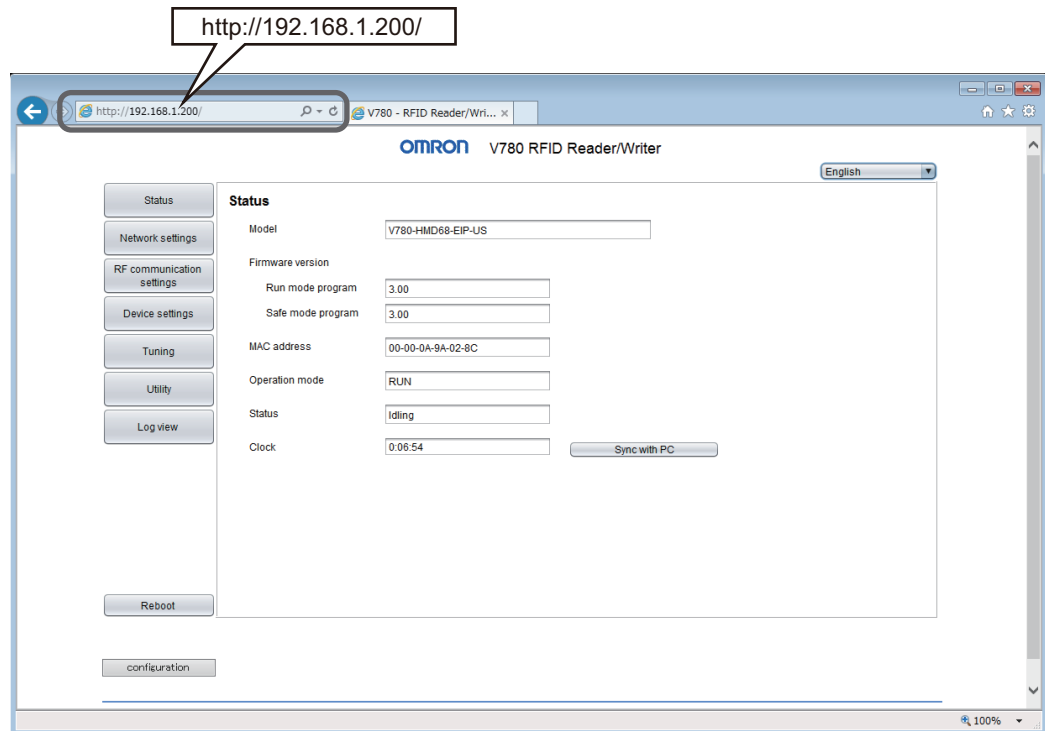 http://192.168.1.200/
http://192.168.1.200/
V780 - RFID Reader/Wri... ×
OMRON V780 RFID Reader/Writer
English
Status
Network settings
RF communication
settings
Device settings
Tuning
Utility
Log view
Reboot
Status
Model V780-HMD68-EIP-US
Firmware version
Run mode program 3.00
Safe mode program 3.00
MAC address 00-00-0A-9A-02-8C
Operation mode RUN
Status Idling
Clock 0:06:54 Sync with PC
configuration
100%